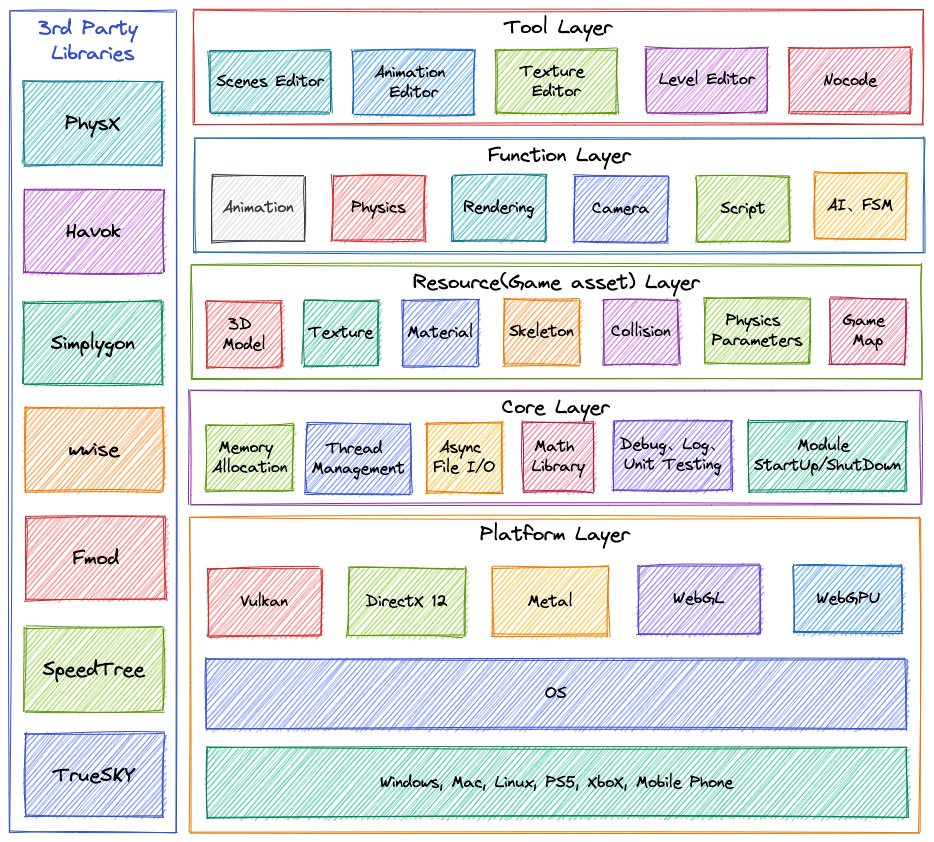 3rd Party
Libraries
PhysX
Havok
Simplygon
wwise
Fmod
SpeedTree
TrueSKY
Tool Layer
Scenes Editor
Animation
Editor
Texture
Editor
Level Editor
Nocode
Function Layer
Animation
Physics
Rendering
Camera
Script
AI、FSM
Resource(Game asset) Layer
3D
Model
Texture
Material
Skeleton
Collision
Physics
Parameters
Game
Map
Core Layer
Memory
Allocation
Thread
Management
Async
File I/O
Math
Library
Debug、Log、
Unit Testing
Module
StartUp/ShutDown
Platform Layer
Vulkan
DirectX 12
Metal
WebGL
WebGPU
OS
Windows, Mac, Linux, PS5, XboX, Mobile Phone